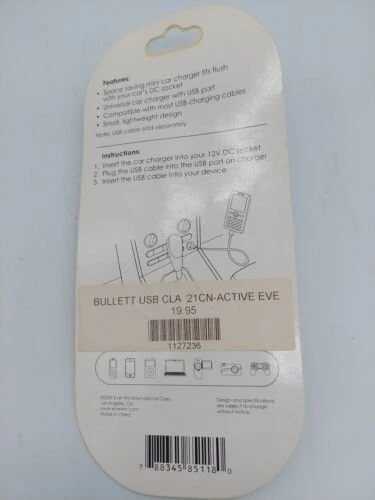 Features:
• Space saving mini car charger fits flush
with your car's DC socket
• Universal car charger with USB port
• Compatible with most USB charging cables
• Small, lightweight design
Note: USB cable sold separately
Instructions:
1. Insert the car charger into your 12V DC socket
2. Plug the USB cable into the USB port on charger
3. Insert the USB cable into your device
BULLETT USB CLA 21CN-ACTIVE EVE
19.95
1127236
International Corp.
Los Angeles, CA
Made in China
Design and specifications
are subject to change
without notice.
7 88345 85118 0